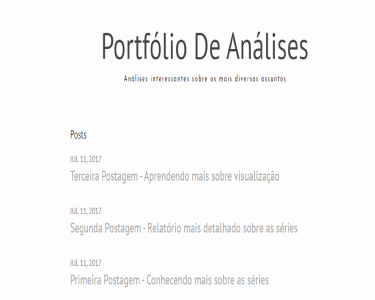 Portfólio De Análises
Análises interessantes sobre os mais diversos assuntos.
Posts
JUL 11, 2017
Terceira Postagem - Aprendendo mais sobre visualização
JUL 11, 2017
Segunda Postagem - Relatório mais detalhado sobre as séries
JUL 11, 2017
Primeira Postagem - Conhecendo mais sobre as séries